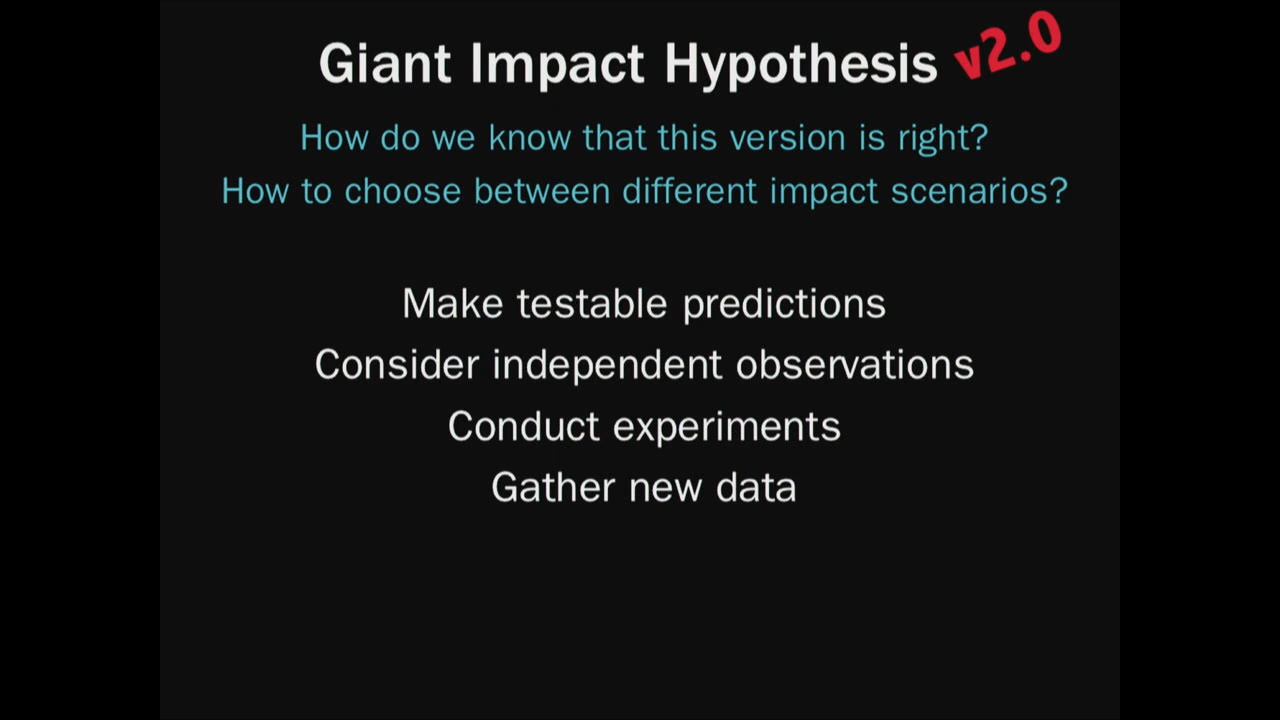 Giant Impact Hypothesis v2.0
How do we know that this version is right?
How to choose between different impact scenarios?
Make testable predictions
Consider independent observations
Conduct experiments
Gather new data